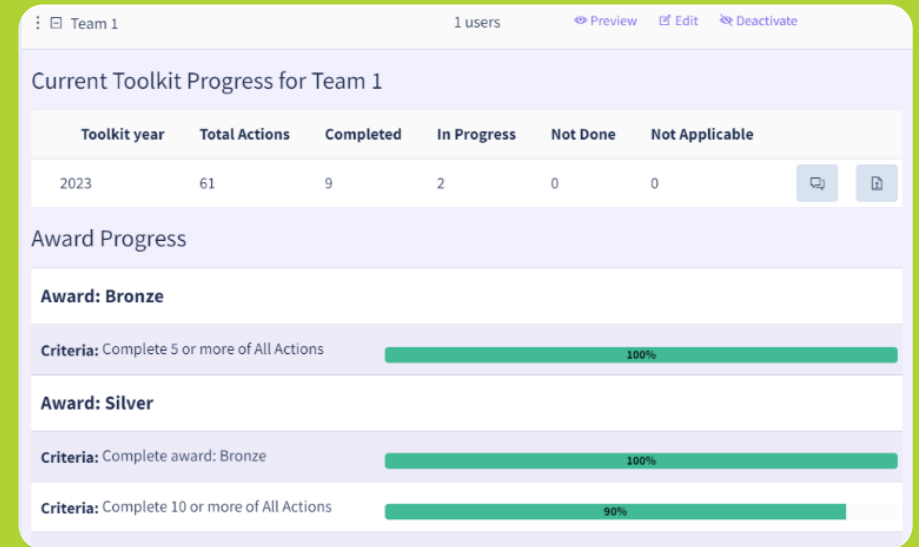 Team 1 1 users Preview Edit Deactivate
Current Toolkit Progress for Team 1
Toolkit year Total Actions Completed In Progress Not Done Not Applicable
2023 61 9 2 0 0
Award Progress
Award: Bronze
Criteria: Complete 5 or more of All Actions 100%
Award: Silver
Criteria: Complete award: Bronze 100%
Criteria: Complete 10 or more of All Actions 90%